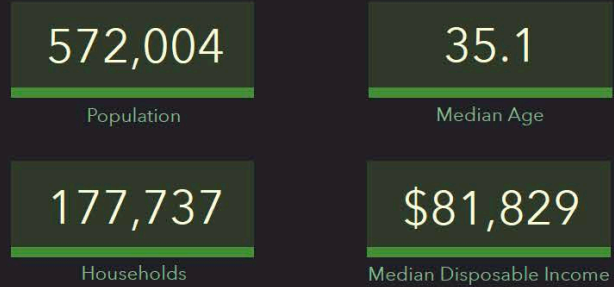 572,004
35.1
Population
Median Age
177,737
$81,829
Households
Median Disposable Income